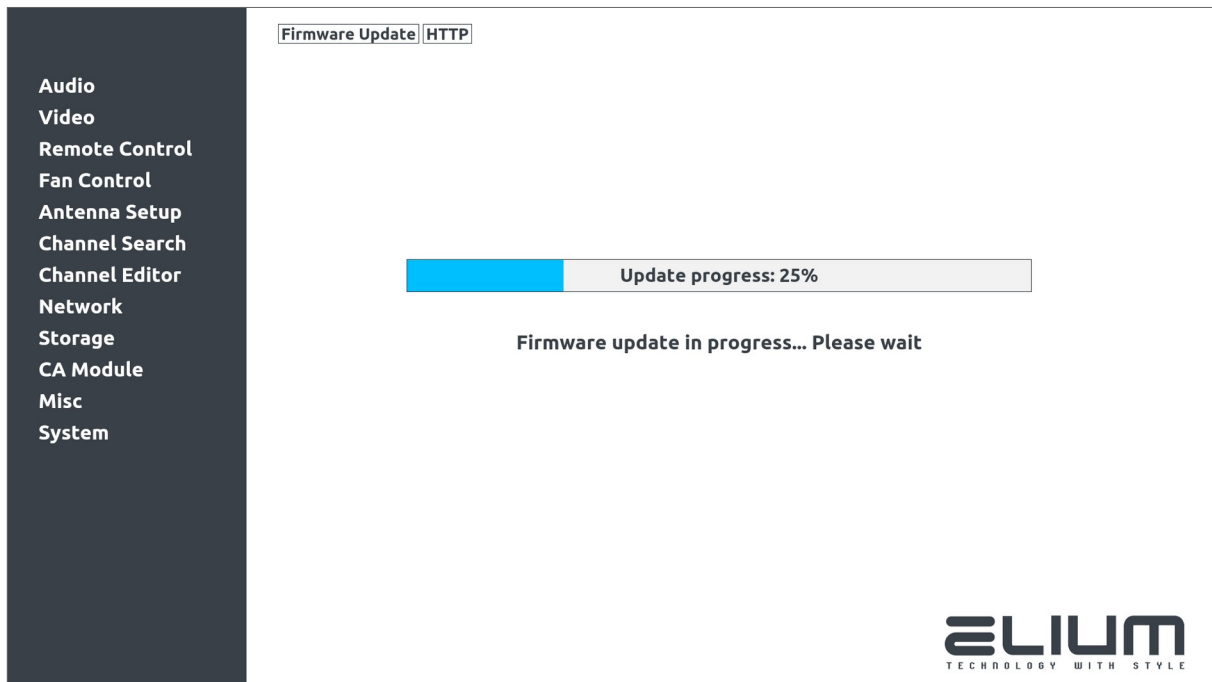 Firmware Update HTTP
Audio
Video
Remote Control
Fan Control
Antenna Setup
Channel Search
Channel Editor
Network
Storage
CA Module
Misc
System
Update progress: 25%
Firmware update in progress... Please wait
ELIUM
TECHNOLOGY WITH STYLE